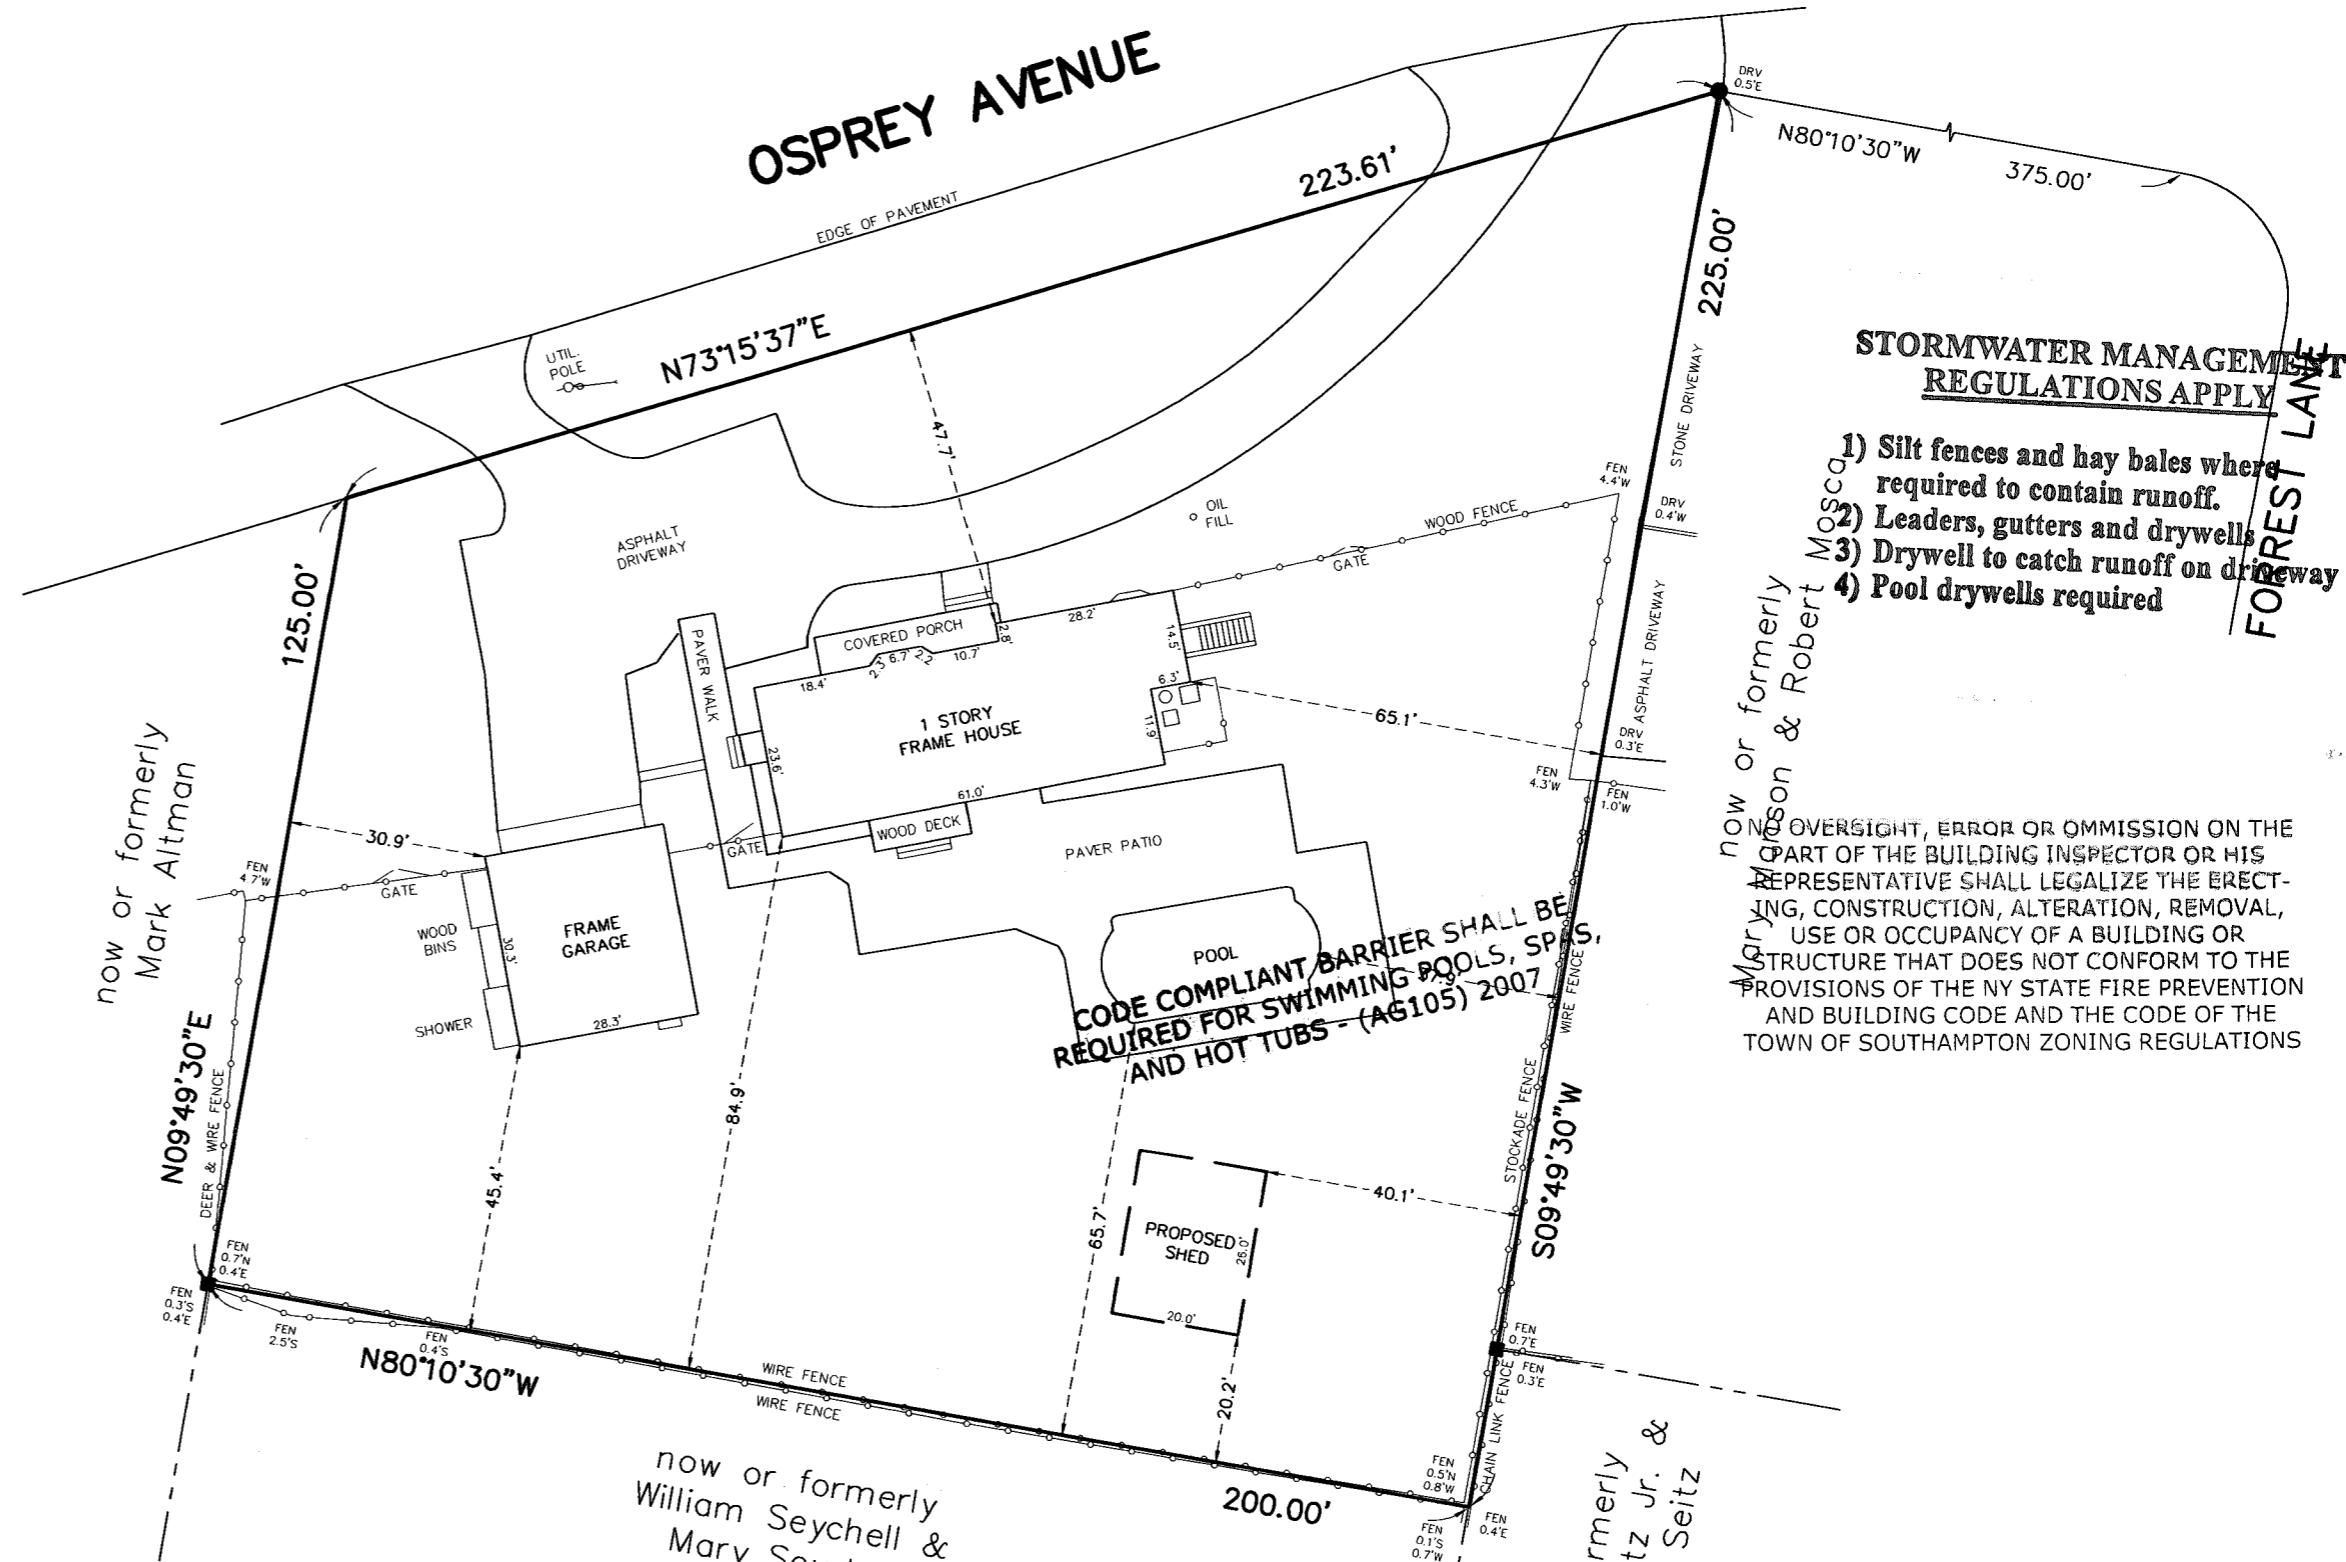 OSPREY AVENUE
EDGE OF PAVEMENT
223.61'
N73°15'37"E
UTIL.
POLE
DRV
0.5'E
N80°10'30"W
375.00'
225.00'
STONE DRIVEWAY
FORREST LANE
STORMWATER MANAGEMENT
REGULATIONS APPLY
1) Silt fences and hay bales where
required to contain runoff.
2) Leaders, gutters and drywells
3) Drywell to catch runoff on driveway
4) Pool drywells required
47.7'
125.00'
ASPHALT
DRIVEWAY
OIL
FILL
WOOD FENCE
GATE
FEN
4.4'W
DRV
0.4'W
ASPHALT DRIVEWAY
DRV
0.3'E
FEN
4.3'W
FEN
1.0'W
now or formerly
Mary Manson & Robert Mosca
PAVER WALK
COVERED PORCH
2.8'
28.2'
14.5'
6.3'
11.9'
18.4'
2.3'
6.7'
2.2'
10.7'
1 STORY
FRAME HOUSE
23.6'
61.0'
65.1'
WOOD DECK
PAVER PATIO
GATE
30.9'
now or formerly
Mark Altman
FEN
4.7'W
GATE
WOOD
BINS
SHOWER
FRAME
GARAGE
30.3'
28.3'
POOL
CODE COMPLIANT BARRIER SHALL BE
REQUIRED FOR SWIMMING POOLS, SPAS,
AND HOT TUBS - (AG105) 2007
WIRE FENCE
NO OVERSIGHT, ERROR OR OMMISSION ON THE
PART OF THE BUILDING INSPECTOR OR HIS
REPRESENTATIVE SHALL LEGALIZE THE ERECT-
ING, CONSTRUCTION, ALTERATION, REMOVAL,
USE OR OCCUPANCY OF A BUILDING OR
STRUCTURE THAT DOES NOT CONFORM TO THE
PROVISIONS OF THE NY STATE FIRE PREVENTION
AND BUILDING CODE AND THE CODE OF THE
TOWN OF SOUTHAMPTON ZONING REGULATIONS
N09°49'30"E
DEER & WIRE FENCE
45.4'
84.9'
65.7'
PROPOSED
SHED
26.0'
20.0'
40.1'
20.2'
STOCKADE FENCE
S09°49'30"W
FEN
0.7'N
0.4'E
FEN
0.3'S
0.4'E
FEN
2.5'S
FEN
0.4'S
N80°10'30"W
WIRE FENCE
WIRE FENCE
200.00'
FEN
0.7'E
FEN
0.3'E
CHAIN LINK FENCE
FEN
0.5'N
0.8'W
FEN
0.4'E
FEN
0.1'S
0.7'W
now or formerly
William Seychell &
Mary
rmerly
tz Jr. &
Seitz